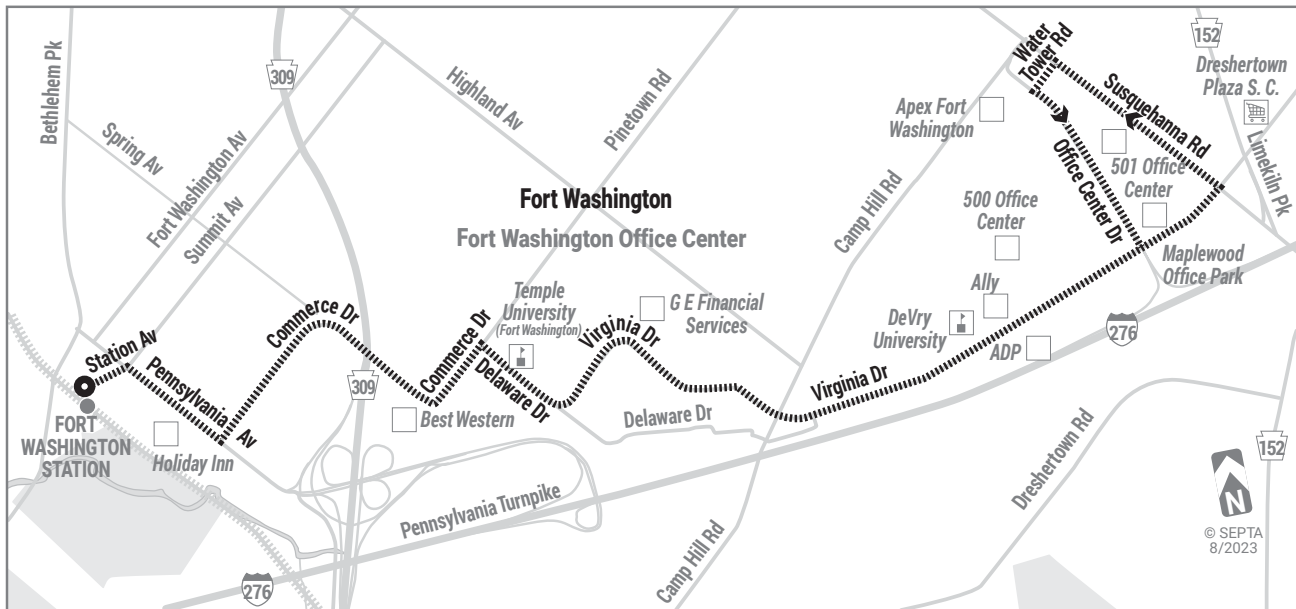 Bethlehem Pk
309
Highland Av
Pinetown Rd
Water
Tower Rd
152
Dreshertown
Plaza S. C.
Spring Av
Fort Washington Av
Summit Av
Apex Fort
Washington
Susquehanna Rd
Limekiln Pk
Camp Hill Rd
Office Center Dr
501 Office
Center
Fort Washington
Fort Washington Office Center
500 Office
Center
Maplewood
Office Park
Commerce Dr
Commerce Dr
Temple
University
(Fort Washington)
Virginia Dr
G E Financial
Services
Ally
DeVry
University
276
ADP
Station Av
Pennsylvania
Av
309
Delaware Dr
Virginia Dr
Best Western
Delaware Dr
FORT
WASHINGTON
STATION
Holiday Inn
Dreshertown Rd
152
Pennsylvania Turnpike
N
Camp Hill Rd
© SEPTA
8/2023
276